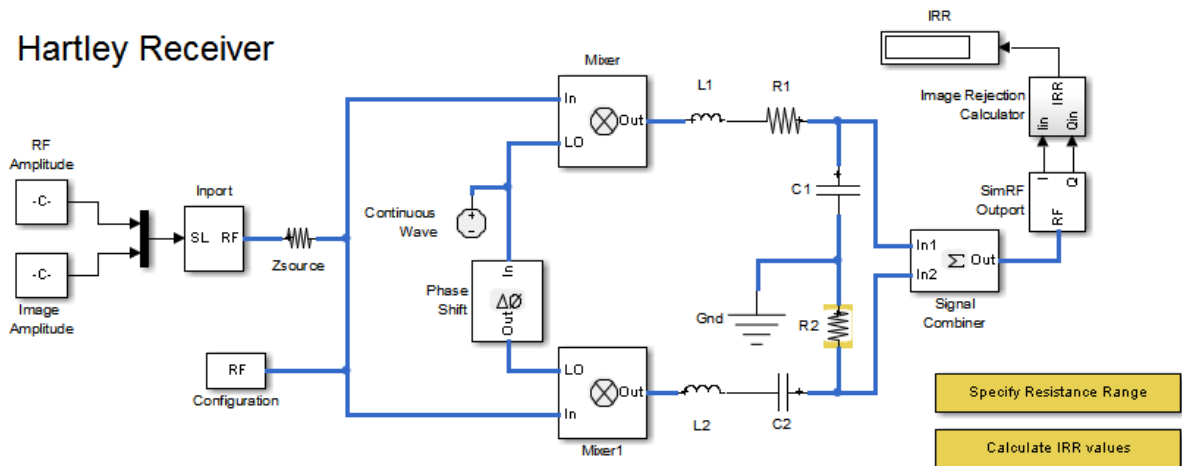 Hartley Receiver
IRR
Mixer
In
Out
LO
L1
R1
Image Rejection
Calculator
IRR
Iin
Qin
RF
Amplitude
-C-
Inport
SL RF
Zsource
Continuous
Wave
C1
I
Q
SimRF
Outport
RF
In1
In2
Σ
Out
Signal
Combiner
-C-
Image
Amplitude
Phase
Shift
In
ΔØ
Out
Gnd
R2
RF
Configuration
LO
Out
In
Mixer1
L2
C2
Specify Resistance Range
Calculate IRR values